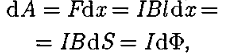 dA = Fdx = IBldx =
= IBdS = IdΦ,